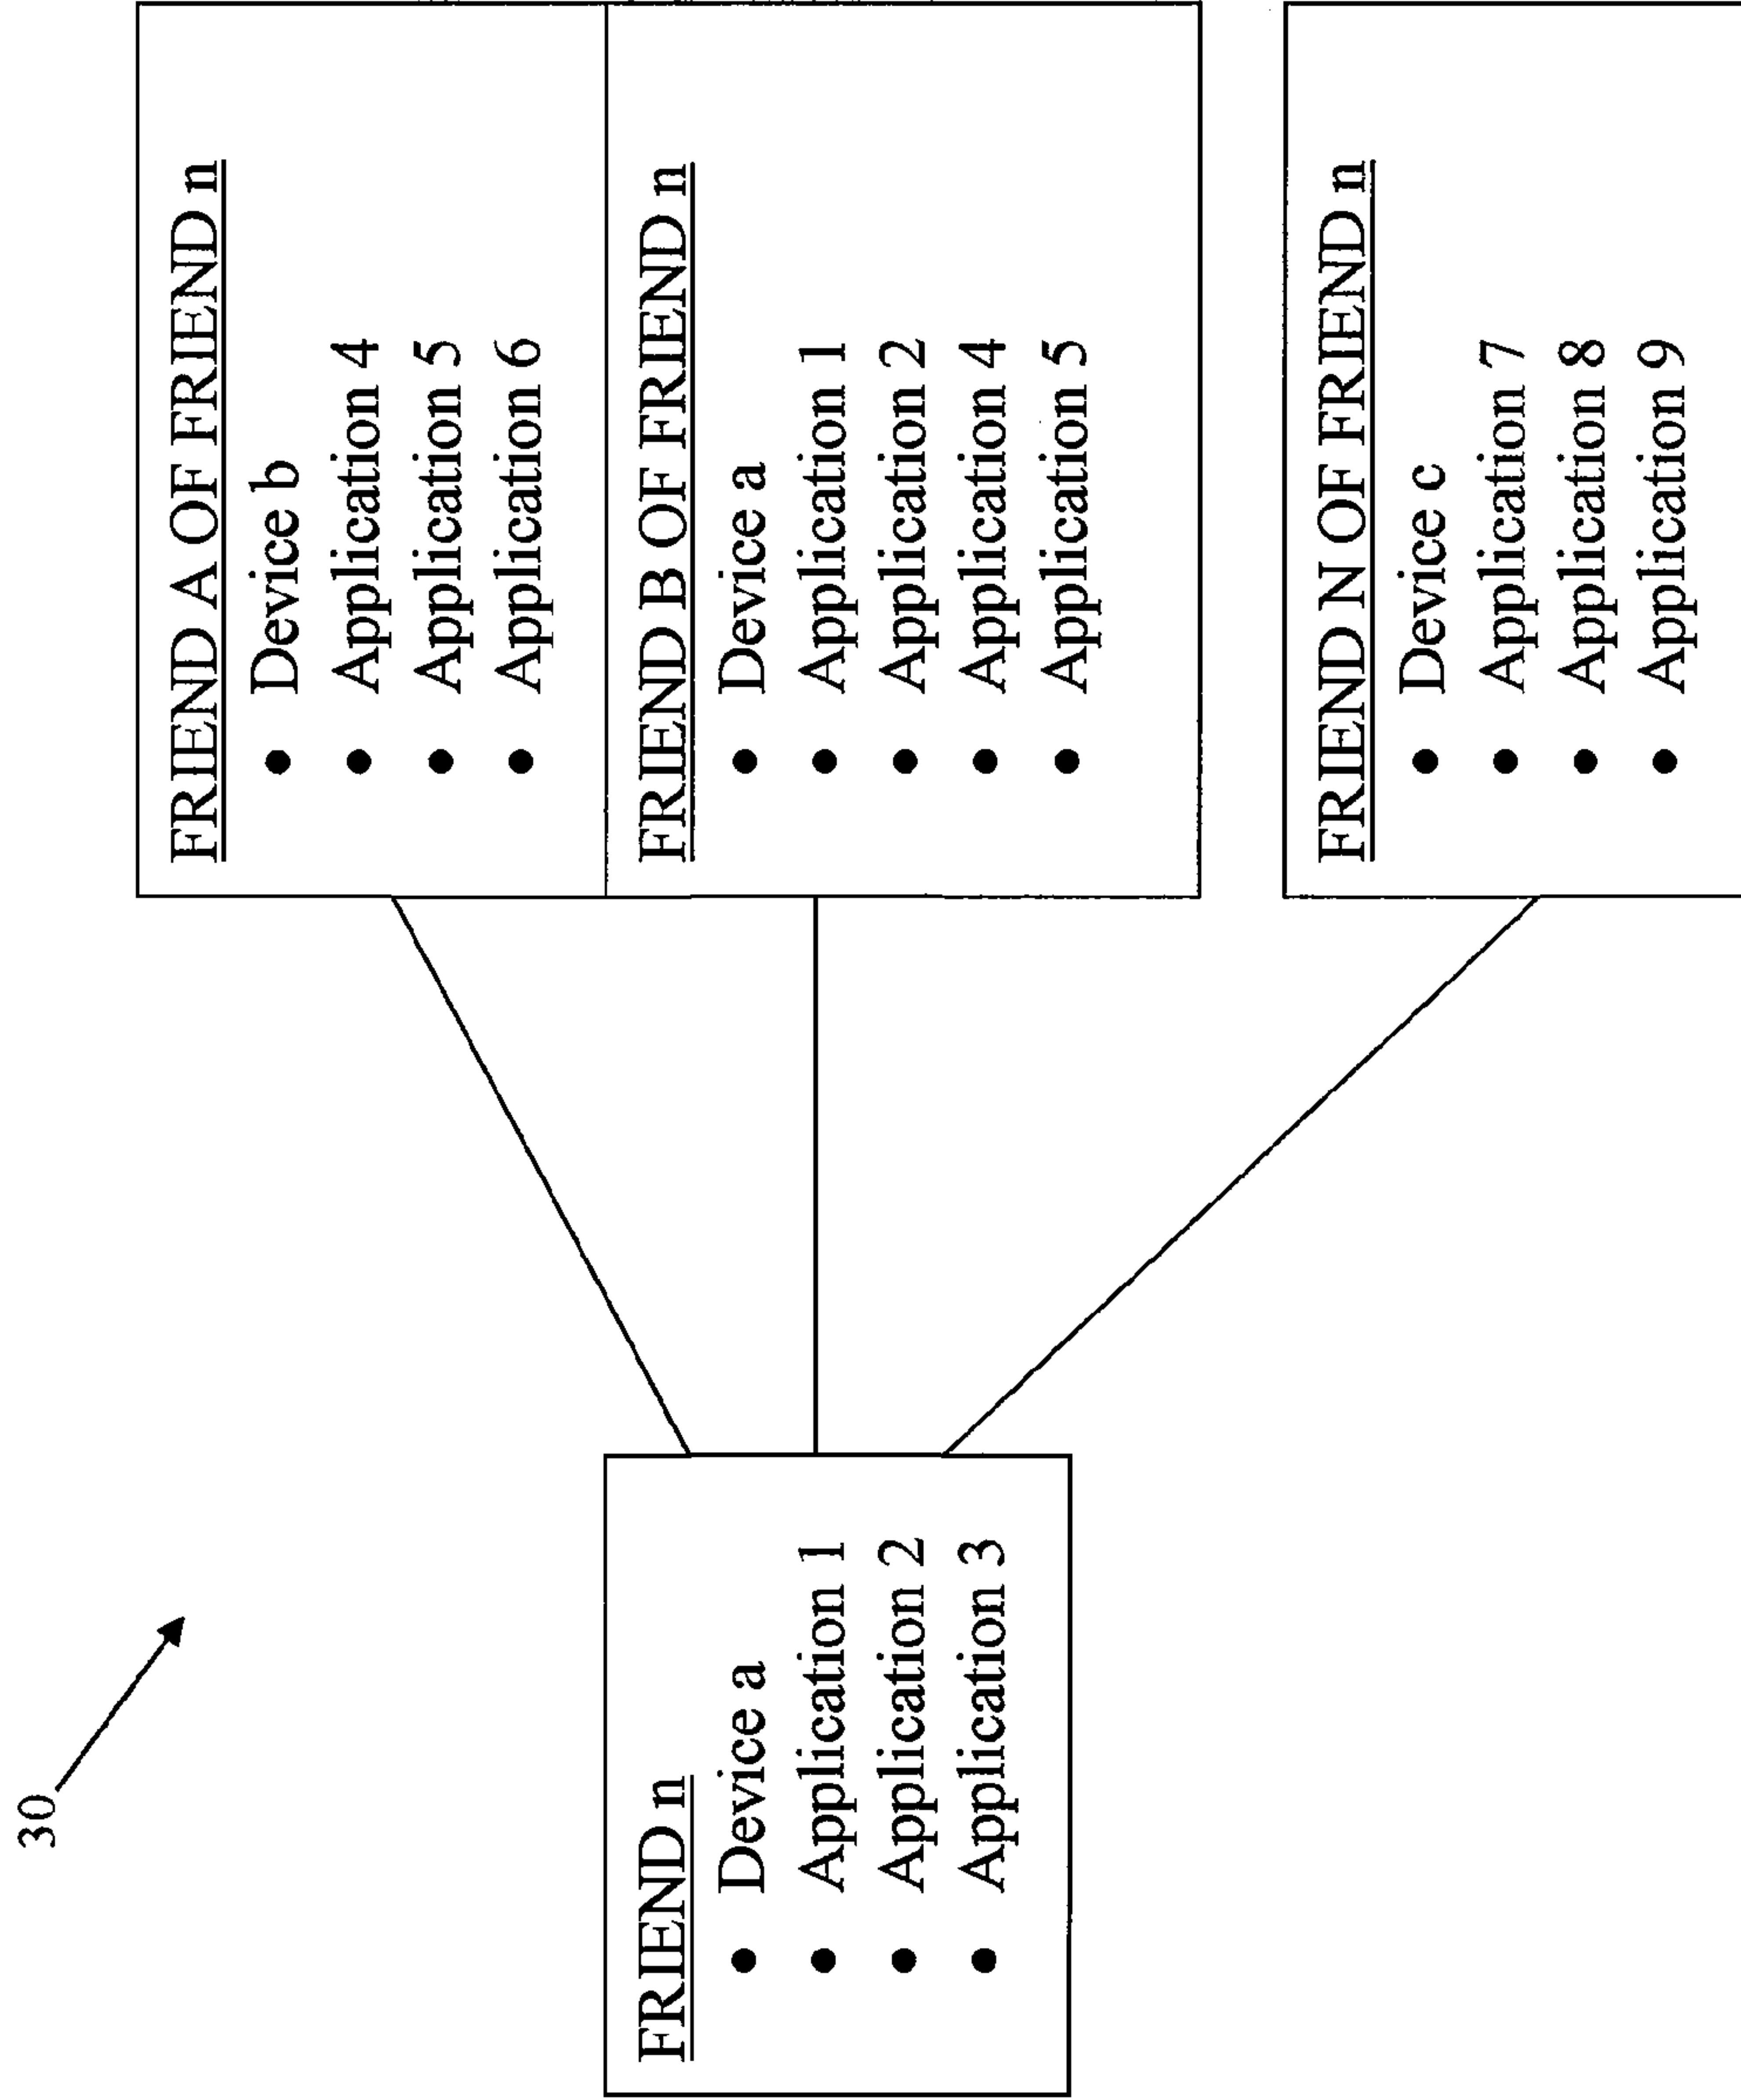 30
FRIEND n
• Device a
• Application 1
• Application 2
• Application 3
FRIEND A OF FRIEND n
• Device b
• Application 4
• Application 5
• Application 6
FRIEND B OF FRIEND n
• Device a
• Application 1
• Application 2
• Application 4
• Application 5
FRIEND N OF FRIEND n
• Device c
• Application 7
• Application 8
• Application 9